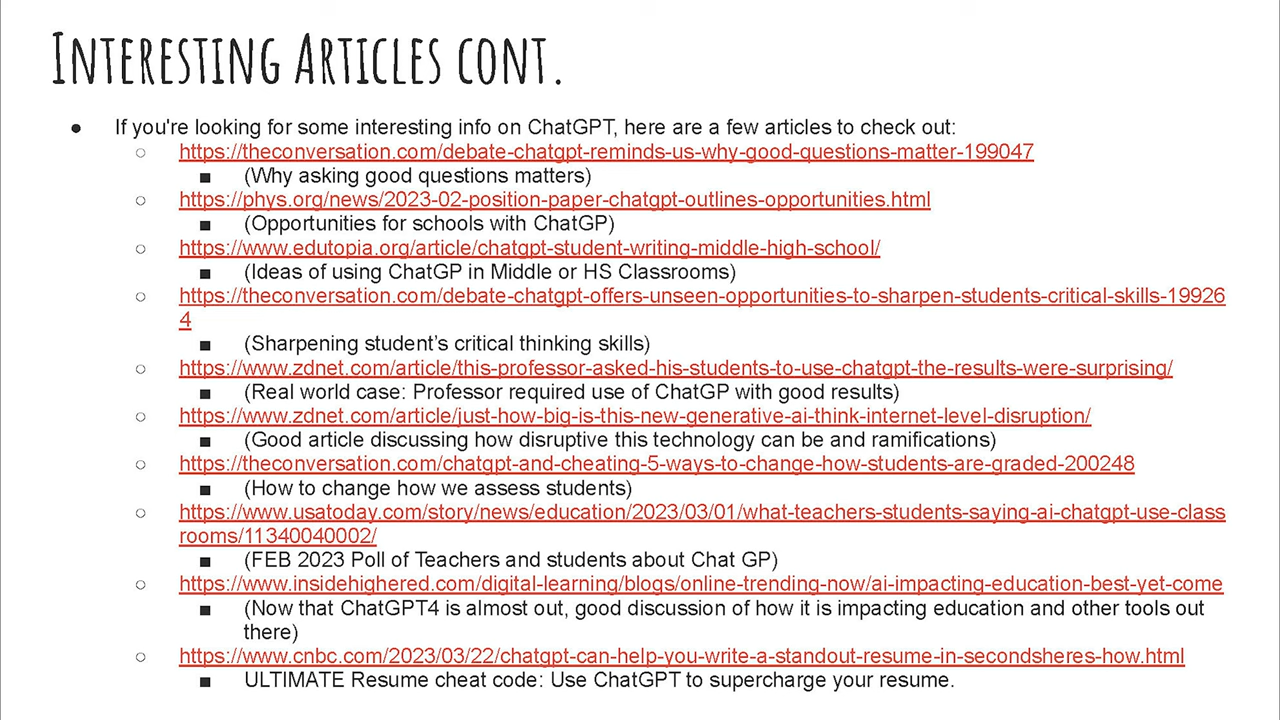 INTERESTING ARTICLES CONT.
● If you're looking for some interesting info on ChatGPT, here are a few articles to check out:
○ https://theconversation.com/debate-chatgpt-reminds-us-why-good-questions-matter-199047
■ (Why asking good questions matters)
○ https://phys.org/news/2023-02-position-paper-chatgpt-outlines-opportunities.html
■ (Opportunities for schools with ChatGP)
○ https://www.edutopia.org/article/chatgpt-student-writing-middle-high-school/
■ (Ideas of using ChatGP in Middle or HS Classrooms)
○ https://theconversation.com/debate-chatgpt-offers-unseen-opportunities-to-sharpen-students-critical-skills-19926
4
■ (Sharpening student’s critical thinking skills)
○ https://www.zdnet.com/article/this-professor-asked-his-students-to-use-chatgpt-the-results-were-surprising/
■ (Real world case: Professor required use of ChatGP with good results)
○ https://www.zdnet.com/article/just-how-big-is-this-new-generative-ai-think-internet-level-disruption/
■ (Good article discussing how disruptive this technology can be and ramifications)
○ https://theconversation.com/chatgpt-and-cheating-5-ways-to-change-how-students-are-graded-200248
■ (How to change how we assess students)
○ https://www.usatoday.com/story/news/education/2023/03/01/what-teachers-students-saying-ai-chatgpt-use-class
rooms/11340040002/
■ (FEB 2023 Poll of Teachers and students about Chat GP)
○ https://www.insidehighered.com/digital-learning/blogs/online-trending-now/ai-impacting-education-best-yet-come
■ (Now that ChatGPT4 is almost out, good discussion of how it is impacting education and other tools out
there)
○ https://www.cnbc.com/2023/03/22/chatgpt-can-help-you-write-a-standout-resume-in-secondsheres-how.html
■ ULTIMATE Resume cheat code: Use ChatGPT to supercharge your resume.